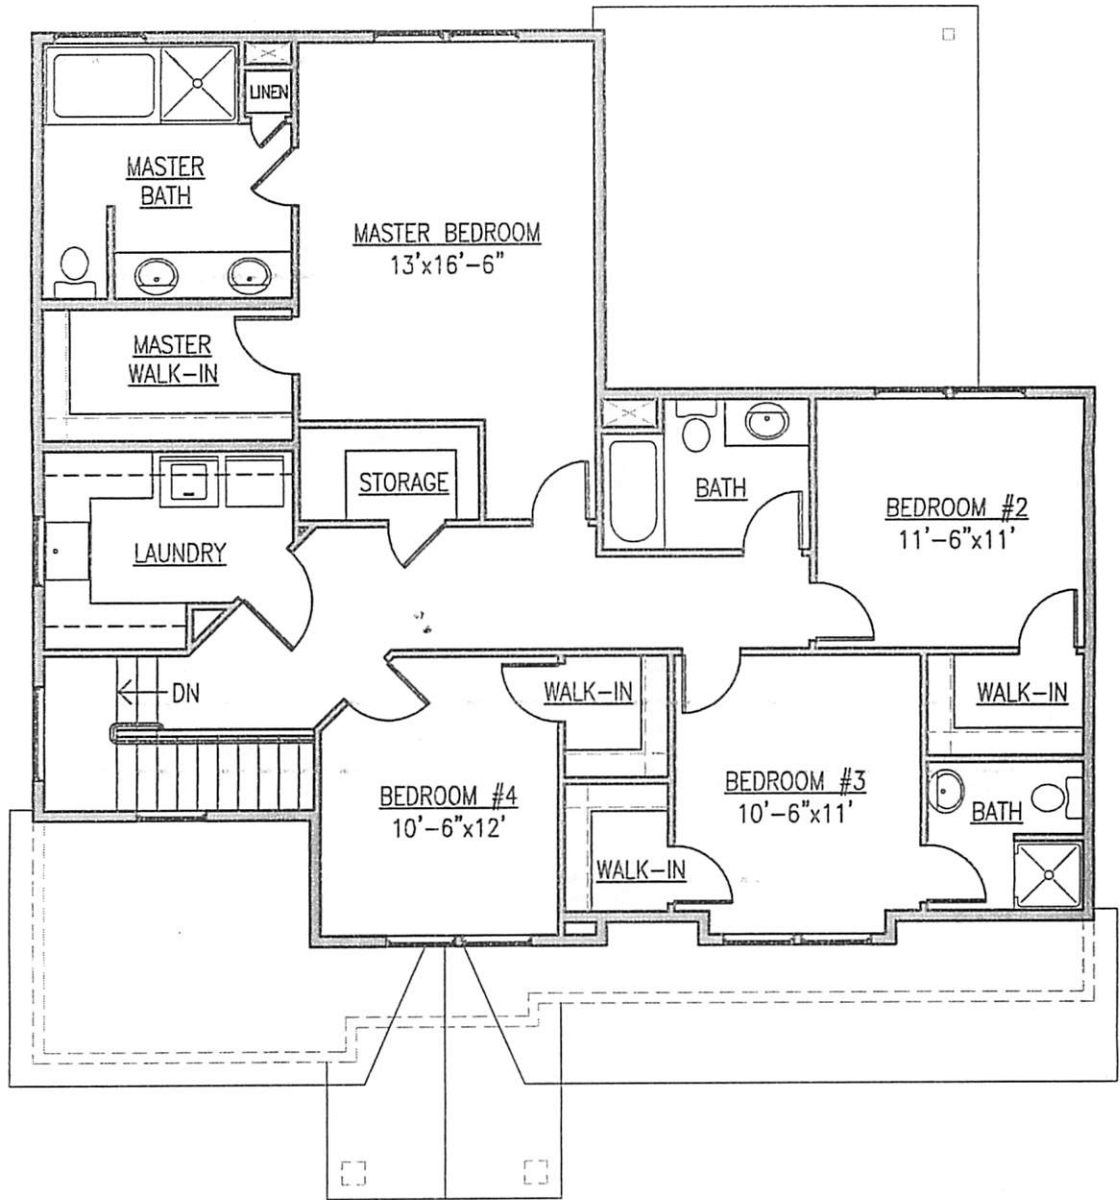 LINEN
MASTER
BATH
MASTER BEDROOM
13'x16'-6"
MASTER
WALK-IN
STORAGE
BATH
BEDROOM #2
11'-6"x11'
LAUNDRY
DN
WALK-IN
WALK-IN
BEDROOM #4
10'-6"x12'
BEDROOM #3
10'-6"x11'
BATH
WALK-IN